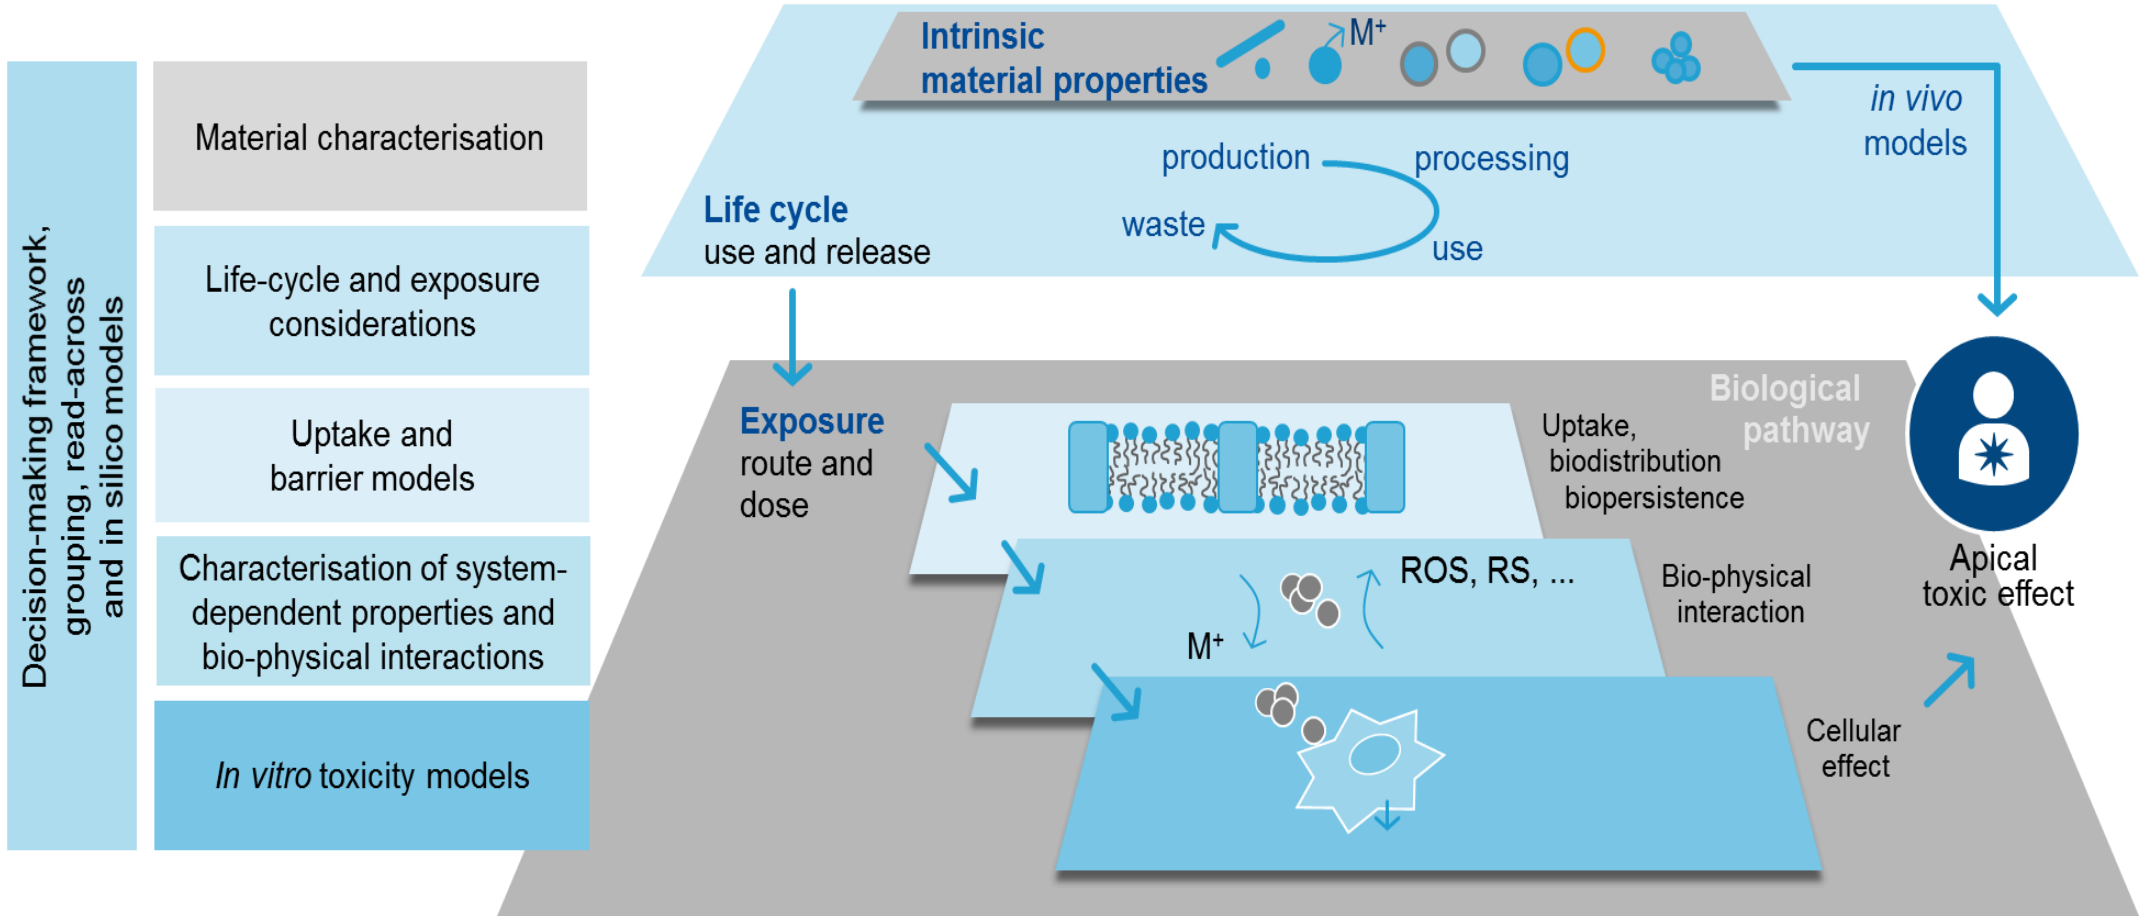 Decision-making framework,
grouping, read-across
and in silico models
Material characterisation
Life-cycle and exposure
considerations
Uptake and
barrier models
Characterisation of system-
dependent properties and
bio-physical interactions
In vitro toxicity models
Intrinsic
material properties
M+
in vivo
models
production
processing
waste
use
Life cycle
use and release
Exposure
route and
dose
Biological
pathway
Uptake,
biodistribution
biopersistence
ROS, RS, ...
M+
Bio-physical
interaction
Cellular
effect
Apical
toxic effect